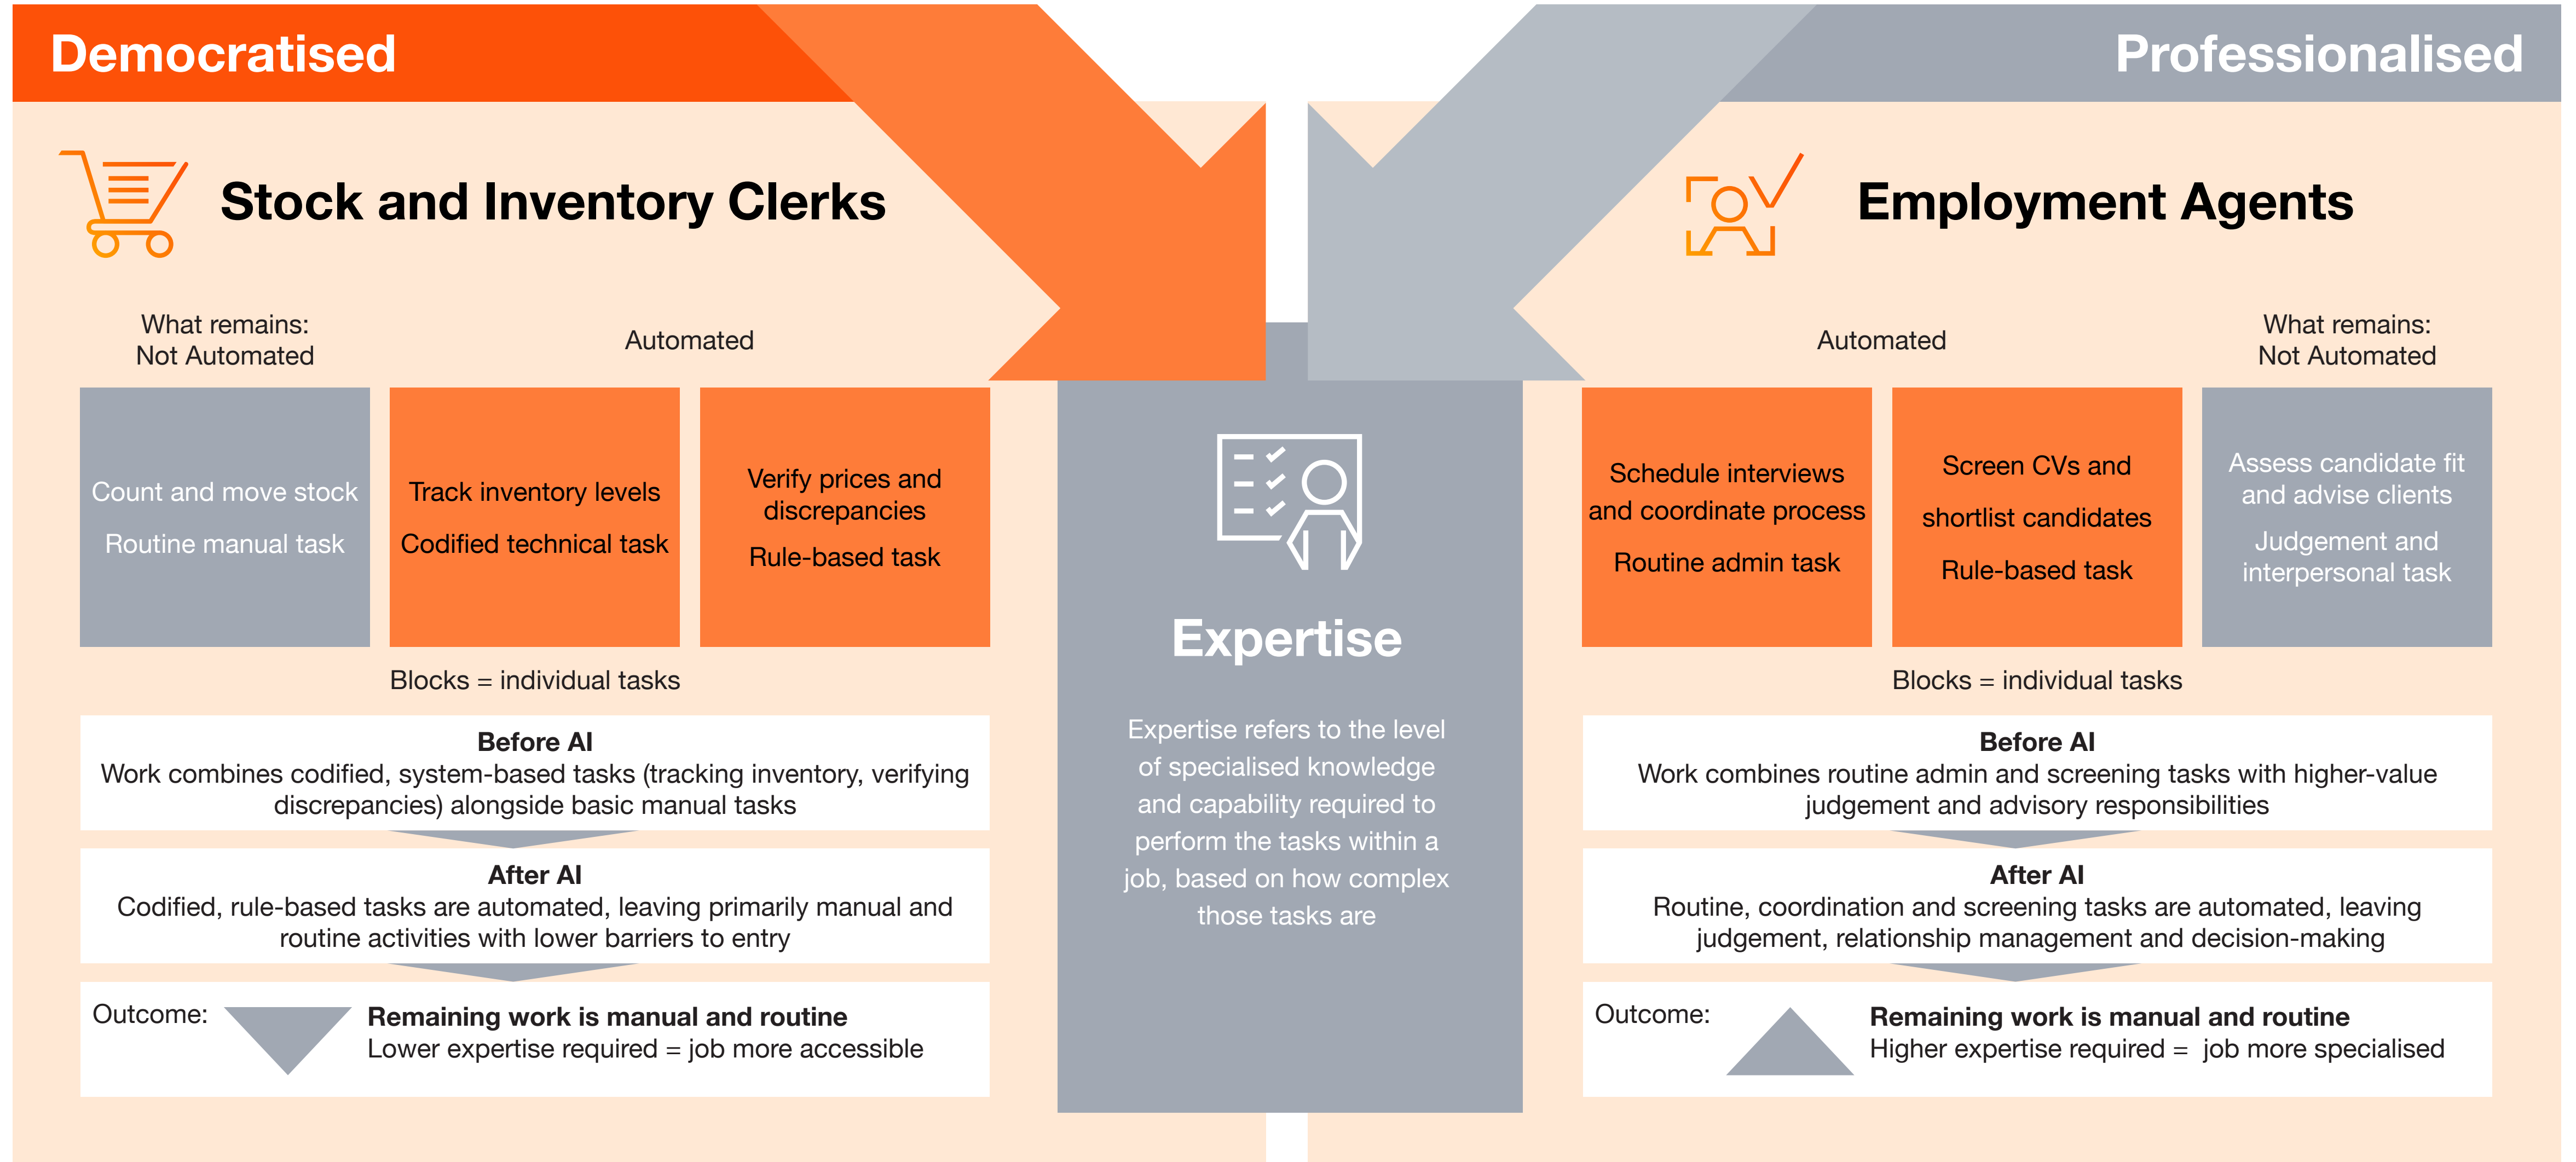 Democratised
Stock and Inventory Clerks
What remains:
Not Automated
Automated
Count and move stock
Routine manual task
Track inventory levels
Codified technical task
Verify prices and
discrepancies
Rule-based task
Blocks = individual tasks
Before AI
Work combines codified, system-based tasks (tracking inventory, verifying
discrepancies) alongside basic manual tasks
After AI
Codified, rule-based tasks are automated, leaving primarily manual and
routine activities with lower barriers to entry
Outcome:
Remaining work is manual and routine
Lower expertise required = job more accessible
Expertise
Expertise refers to the level
of specialised knowledge
and capability required to
perform the tasks within a
job, based on how complex
those tasks are
Professionalised
Employment Agents
Automated
What remains:
Not Automated
Schedule interviews
and coordinate process
Routine admin task
Screen CVs and
shortlist candidates
Rule-based task
Assess candidate fit
and advise clients
Judgement and
interpersonal task
Blocks = individual tasks
Before AI
Work combines routine admin and screening tasks with higher-value
judgement and advisory responsibilities
After AI
Routine, coordination and screening tasks are automated, leaving
judgement, relationship management and decision-making
Outcome:
Remaining work is manual and routine
Higher expertise required = job more specialised